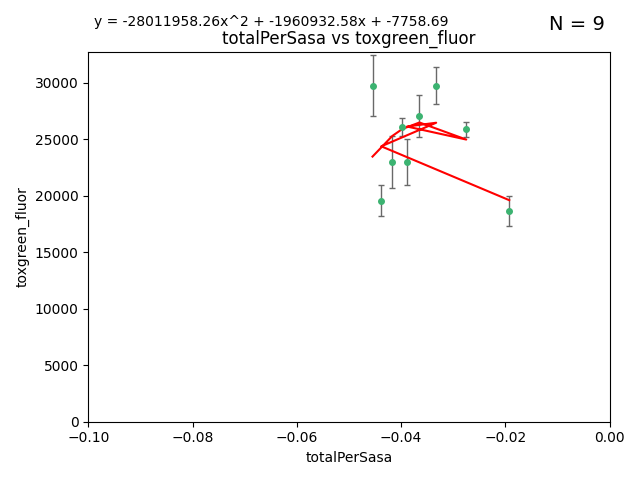 y = -28011958.26x^2 + -1960932.58x + -7758.69
N = 9
totalPerSasa vs toxgreen_fluor
30000
25000
20000
15000
10000
5000
0
toxgreen_fluor
−0.10
−0.08
−0.06
−0.04
−0.02
0.00
totalPerSasa